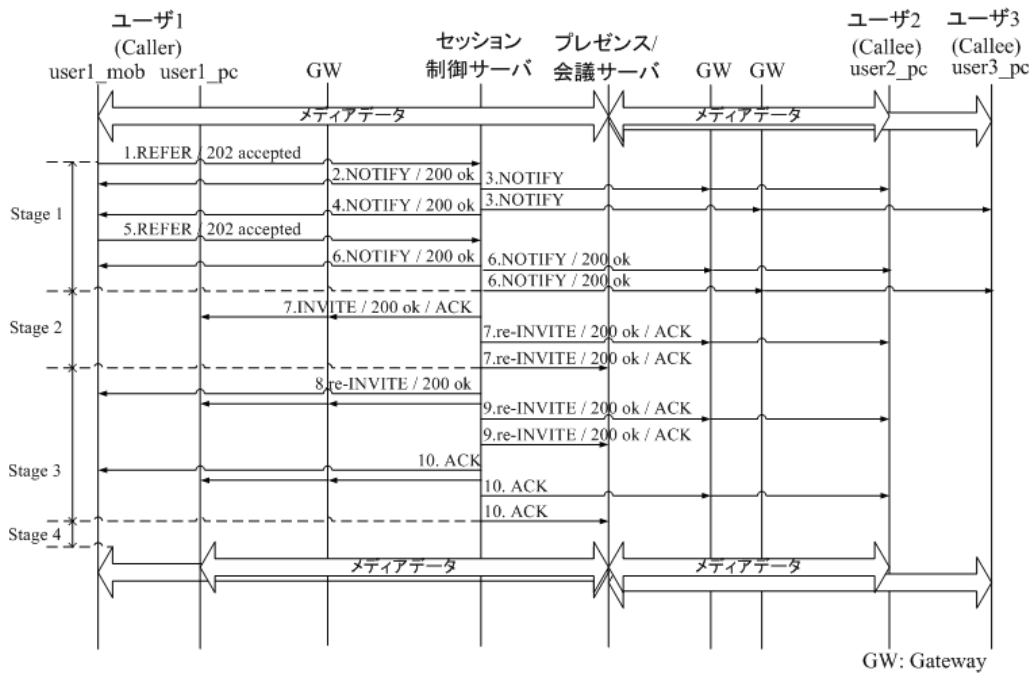 ユーザ1
(Caller)
user1_mob user1_pc
GW
セッション
制御サーバ
プレゼンス/
会議サーバ
GW GW
ユーザ2
(Callee)
user2_pc
ユーザ3
(Callee)
user3_pc
メディアデータ
メディアデータ
Stage 1
1.REFER / 202 accepted
2.NOTIFY / 200 ok
3.NOTIFY
4.NOTIFY / 200 ok
3.NOTIFY
5.REFER / 202 accepted
6.NOTIFY / 200 ok
6.NOTIFY / 200 ok
6.NOTIFY / 200 ok
Stage 2
7.INVITE / 200 ok / ACK
7.re-INVITE / 200 ok / ACK
7.re-INVITE / 200 ok / ACK
Stage 3
8.re-INVITE / 200 ok
9.re-INVITE / 200 ok / ACK
9.re-INVITE / 200 ok / ACK
10. ACK
10. ACK
10. ACK
Stage 4
メディアデータ
メディアデータ
GW: Gateway